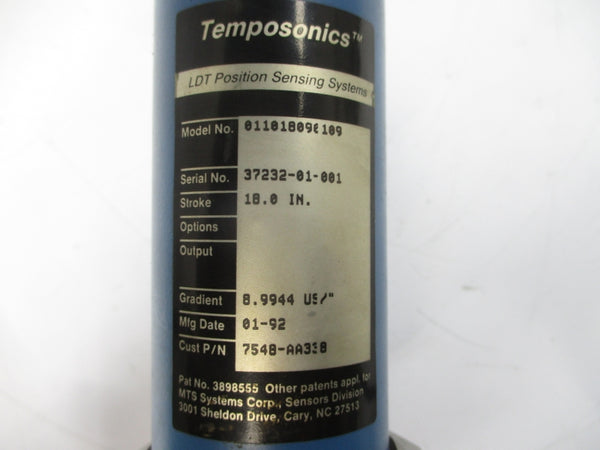 Temposonics™
LDT Position Sensing Systems
Model No. 011018090109
Serial No. 37232-01-001
Stroke 18.0 IN.
Options
Output
Gradient 8.9944 US/"
Mfg Date 01-92
Cust P/N 7548-AA338
Pat No. 3898555 Other patents appl. for
MTS Systems Corp., Sensors Division
3001 Sheldon Drive, Cary, NC 27513